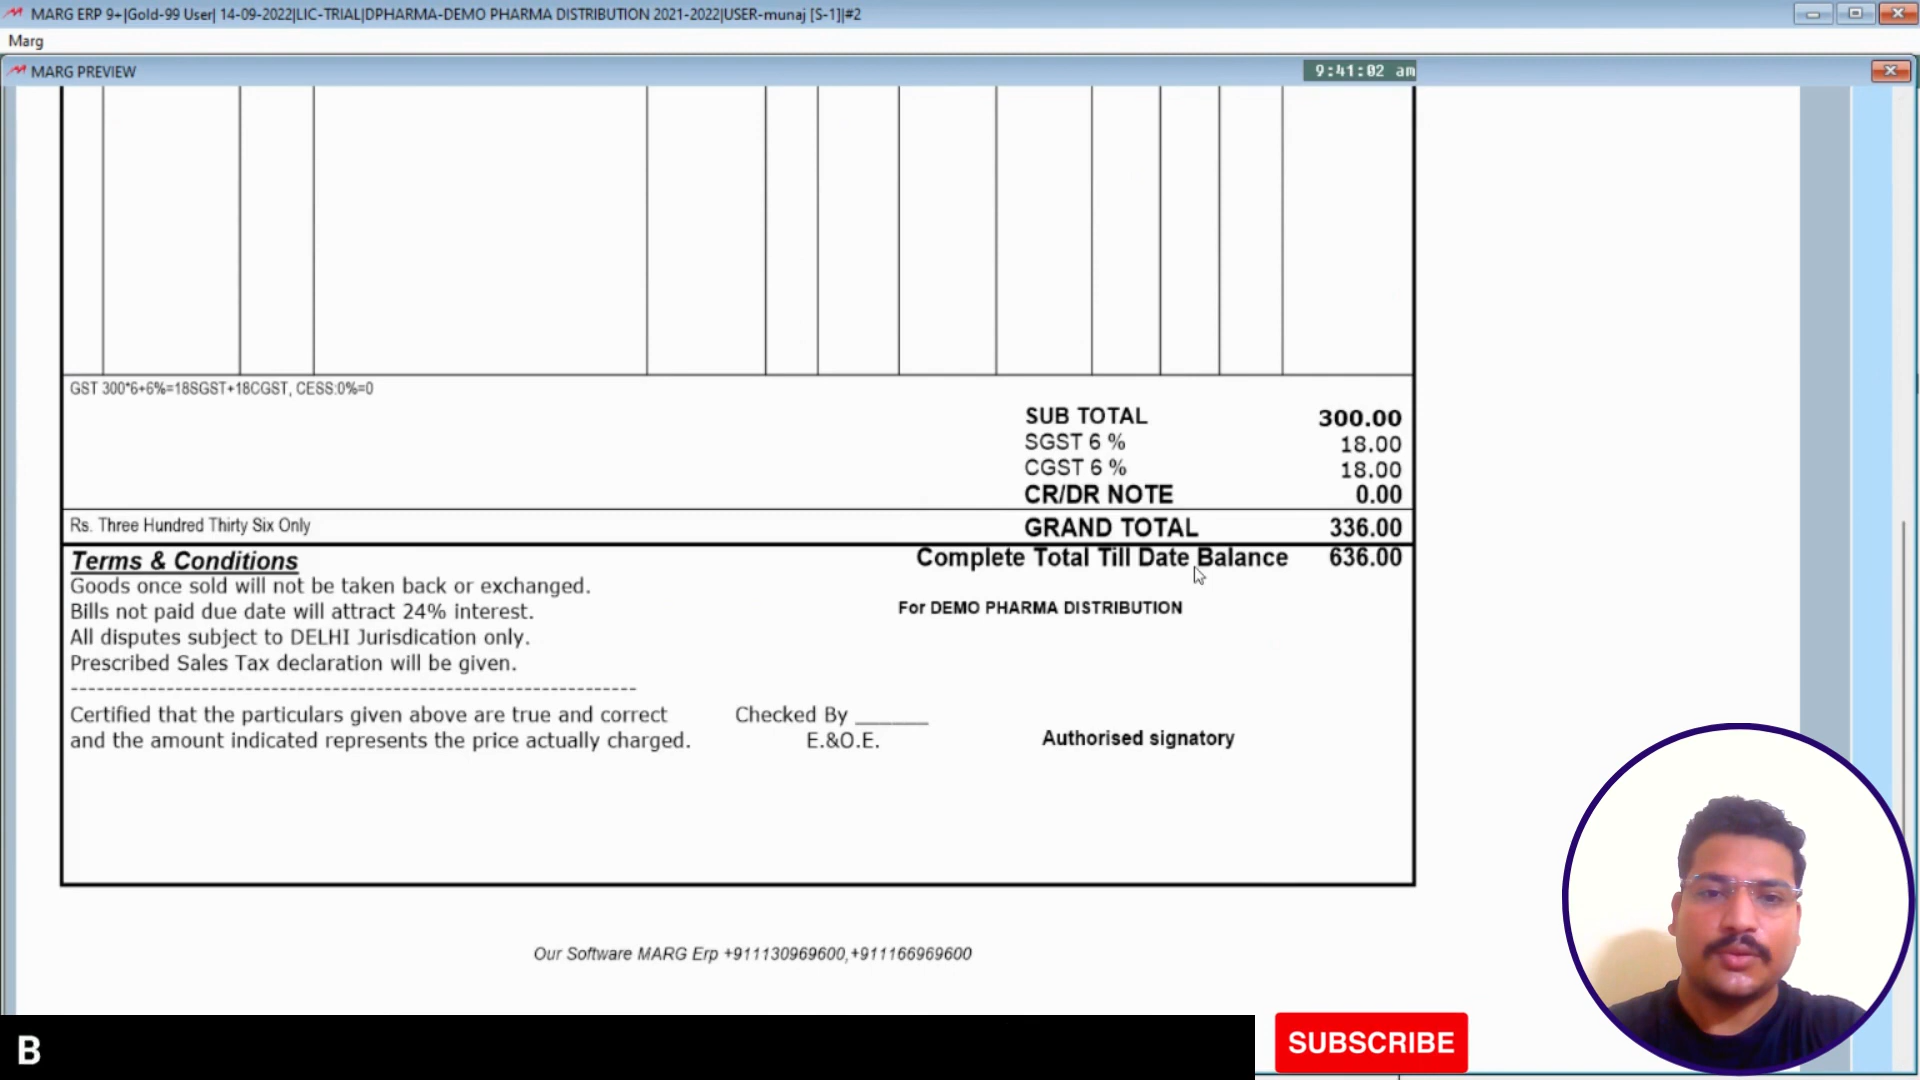 MARG ERP 9+|Gold-99 User| 14-09-2022|LIC-TRIAL|DPHARMA-DEMO PHARMA DISTRIBUTION 2021-2022|USER-munaj [S-1]|#2
Marg
MARG PREVIEW 9:41:02 am
GST 300*6+6%=18SGST+18CGST, CESS:0%=0
SUB TOTAL 300.00
SGST 6 % 18.00
CGST 6 % 18.00
CR/DR NOTE 0.00
Rs. Three Hundred Thirty Six Only GRAND TOTAL 336.00
Terms & Conditions Complete Total Till Date Balance 636.00
Goods once sold will not be taken back or exchanged.
Bills not paid due date will attract 24% interest. For DEMO PHARMA DISTRIBUTION
All disputes subject to DELHI Jurisdication only.
Prescribed Sales Tax declaration will be given.
-----------------------------------------------------------------
Certified that the particulars given above are true and correct Checked By ______
and the amount indicated represents the price actually charged. E.&O.E. Authorised signatory
Our Software MARG Erp +911130969600,+911166969600
B SUBSCRIBE